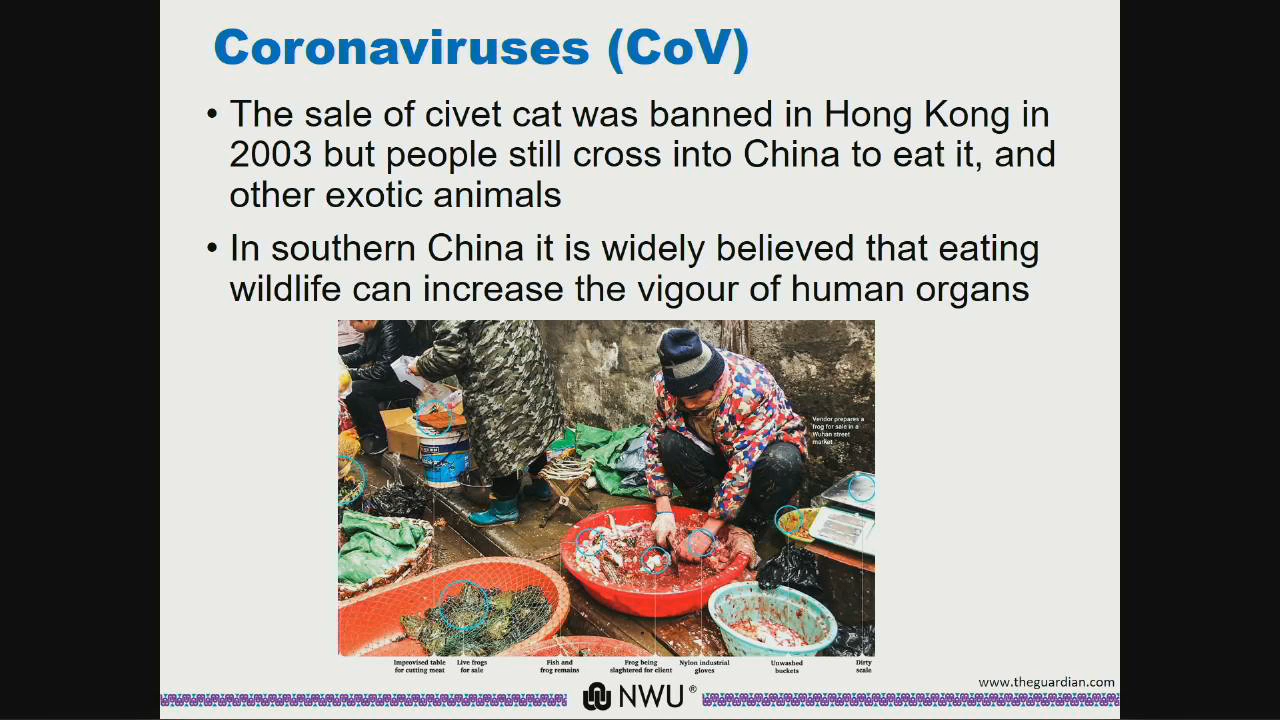 Coronaviruses (CoV)
• The sale of civet cat was banned in Hong Kong in
2003 but people still cross into China to eat it, and
other exotic animals
• In southern China it is widely believed that eating
wildlife can increase the vigour of human organs
Vendor prepares a
frog for sale in a
Wuhan street
market
Improvised table
for cutting meat
Live frogs
for sale
Fish and
frog remains
Frog being
slaghtered for client
Nylon industrial
gloves
Unwashed
buckets
Dirty
scale
www.theguardian.com
NWU®